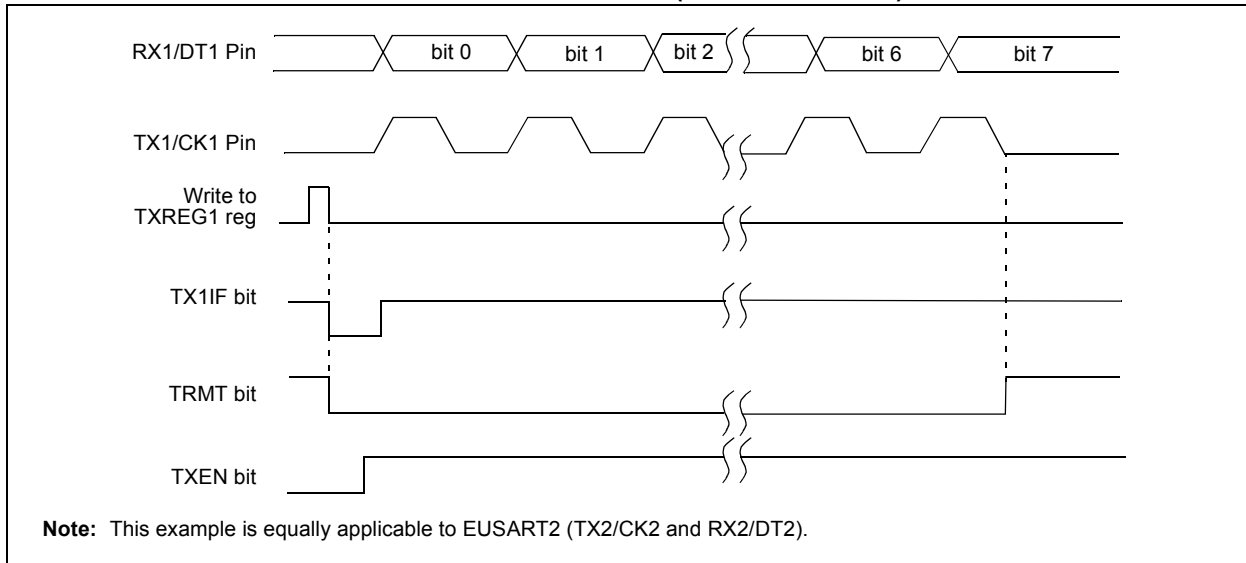 RX1/DT1 Pin
bit 0 bit 1 bit 2 bit 6 bit 7
TX1/CK1 Pin
Write to
TXREG1 reg
TX1IF bit
TRMT bit
TXEN bit
Note: This example is equally applicable to EUSART2 (TX2/CK2 and RX2/DT2).